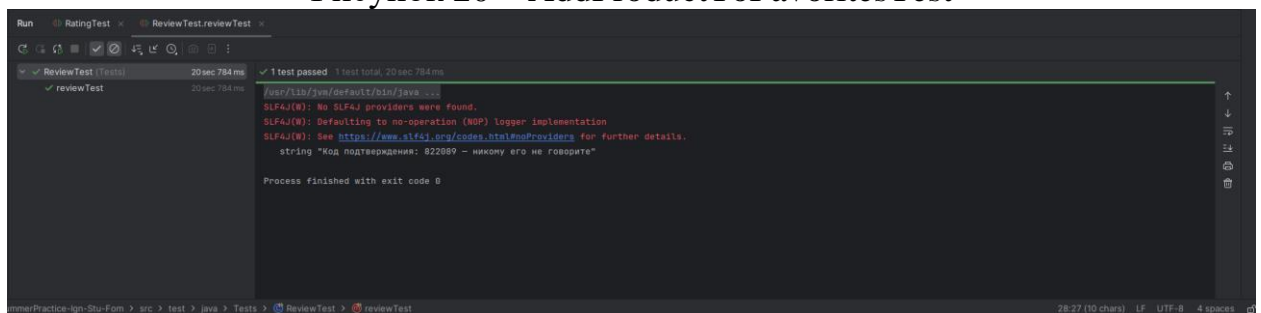 Run RatingTest × ReviewTest.reviewTest ×
ReviewTest (Tests) 20 sec 784 ms
✓ 1 test passed 1 test total, 20 sec 784 ms
reviewTest 20 sec 784 ms
/usr/lib/jvm/default/bin/java ...
SLF4J(W): No SLF4J providers were found.
SLF4J(W): Defaulting to no-operation (NOP) logger implementation
SLF4J(W): See https://www.slf4j.org/codes.html#noProviders for further details.
string "Код подтверждения: 822089 — никому его не говорите"
Process finished with exit code 0
mmerPractice-Ign-Stu-Fom > src > test > java > Tests > ReviewTest > reviewTest 28:27 (10 chars) LF UTF-8 4 spaces